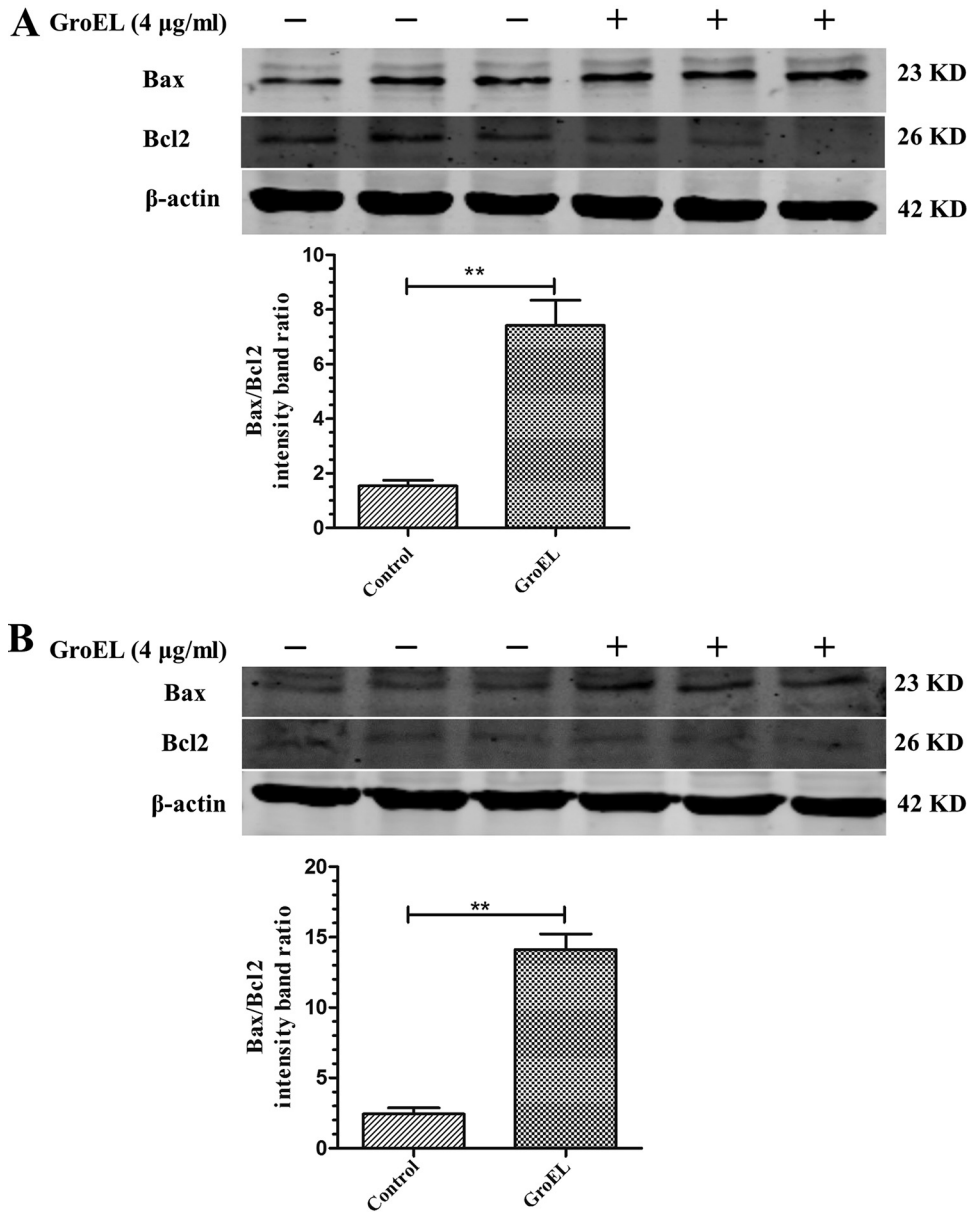 A GroEL (4 μg/ml) − − − + + +
Bax 23 KD
Bcl2 26 KD
β-actin 42 KD
10
8
6
4
2
0
Bax/Bcl2
intensity band ratio
**
Control GroEL
B GroEL (4 μg/ml) − − − + + +
Bax 23 KD
Bcl2 26 KD
β-actin 42 KD
20
15
10
5
0
Bax/Bcl2
intensity band ratio
**
Control GroEL